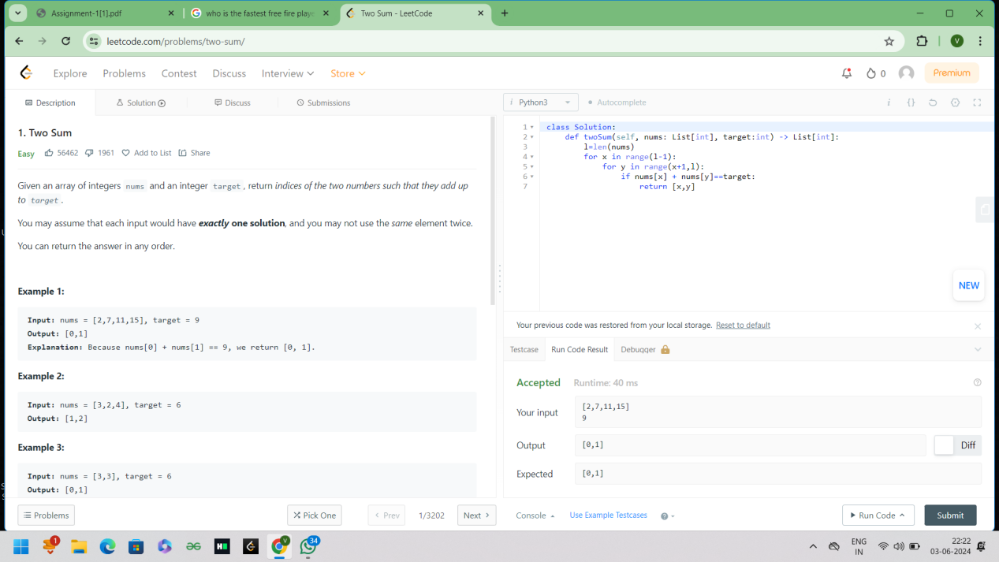 Assignment-1[1].pdf
who is the fastest free fire playe
Two Sum - LeetCode
leetcode.com/problems/two-sum/
V
Explore
Problems
Contest
Discuss
Interview
Store
0
Premium
Description
Solution
Discuss
Submissions
i Python3
Autocomplete
i {}
1. Two Sum
Easy
56462
1961
Add to List
Share
Given an array of integers nums and an integer target, return indices of the two numbers such that they add up
to target.
You may assume that each input would have exactly one solution, and you may not use the same element twice.
You can return the answer in any order.
Example 1:
Input: nums = [2,7,11,15], target = 9
Output: [0,1]
Explanation: Because nums[0] + nums[1] == 9, we return [0, 1].
Example 2:
Input: nums = [3,2,4], target = 6
Output: [1,2]
Example 3:
Input: nums = [3,3], target = 6
Output: [0,1]
1 class Solution:
2 def twoSum(self, nums: List[int], target:int) -> List[int]:
3 l=len(nums)
4 for x in range(l-1):
5 for y in range(x+1,l):
6 if nums[x] + nums[y]==target:
7 return [x,y]
NEW
Your previous code was restored from your local storage. Reset to default
Testcase
Run Code Result
Debugger
Accepted
Runtime: 40 ms
Your input
[2,7,11,15]
9
Output
[0,1]
Diff
Expected
[0,1]
Problems
Pick One
Prev
1/3202
Next
Console
Use Example Testcases
Run Code
Submit
1
34
ENG
IN
22:22
03-06-2024